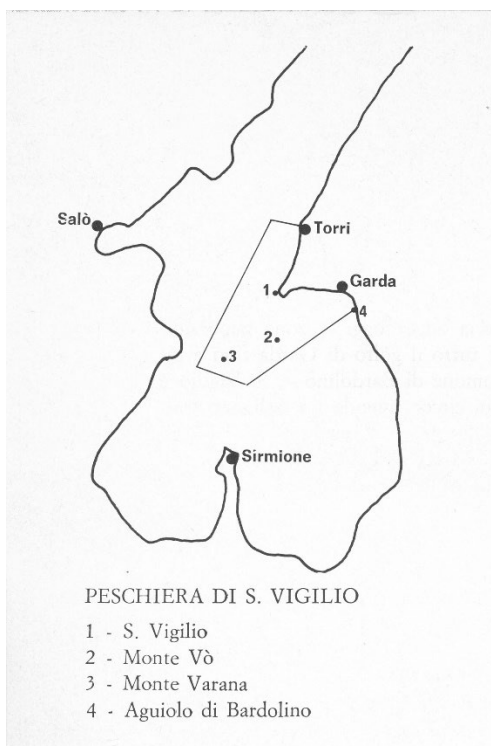 Salò
Torri
Garda
1
4
2
3
Sirmione
PESCHIERA DI S. VIGILIO
1 - S. Vigilio
2 - Monte Vò
3 - Monte Varana
4 - Aguiolo di Bardolino